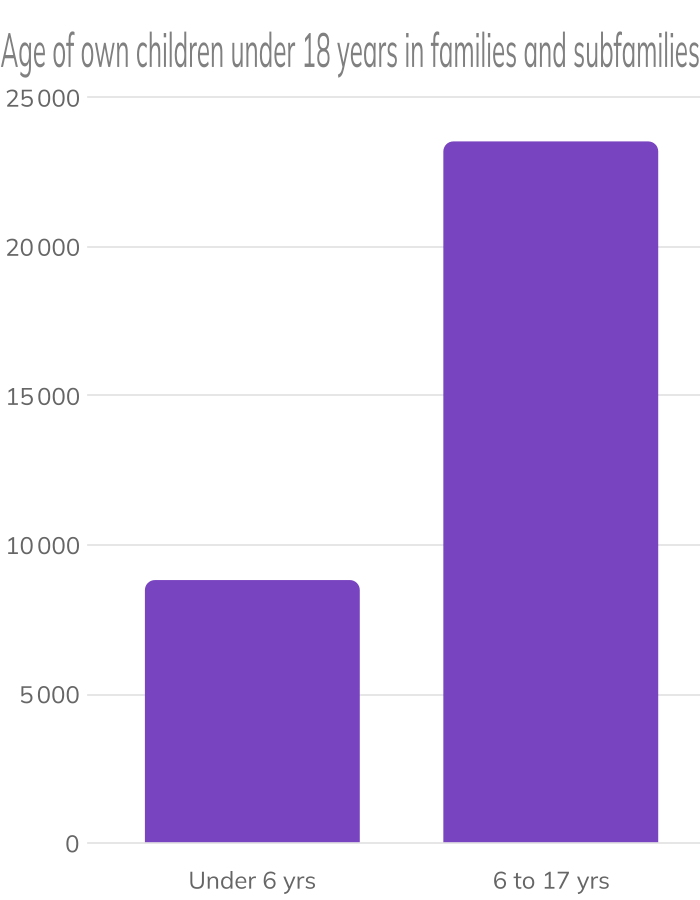 Age of own children under 18 years in families and subfamilies
25 000
20 000
15 000
10 000
5 000
0
Under 6 yrs
6 to 17 yrs